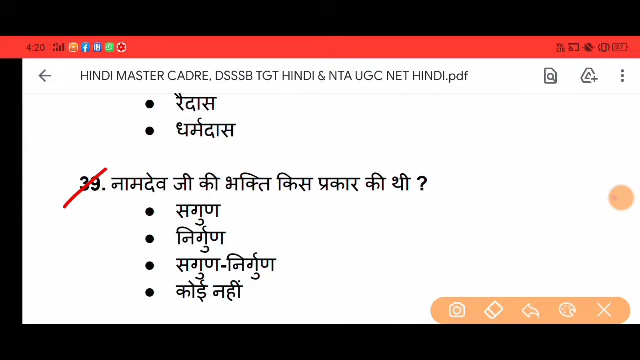 4:20
HINDI MASTER CADRE, DSSSB TGT HINDI & NTA UGC NET HINDI.pdf
● रैदास
● धर्मदास
39. नामदेव जी की भक्ति किस प्रकार की थी ?
● सगुण
● निर्गुण
● सगुण-निर्गुण
● कोई नहीं